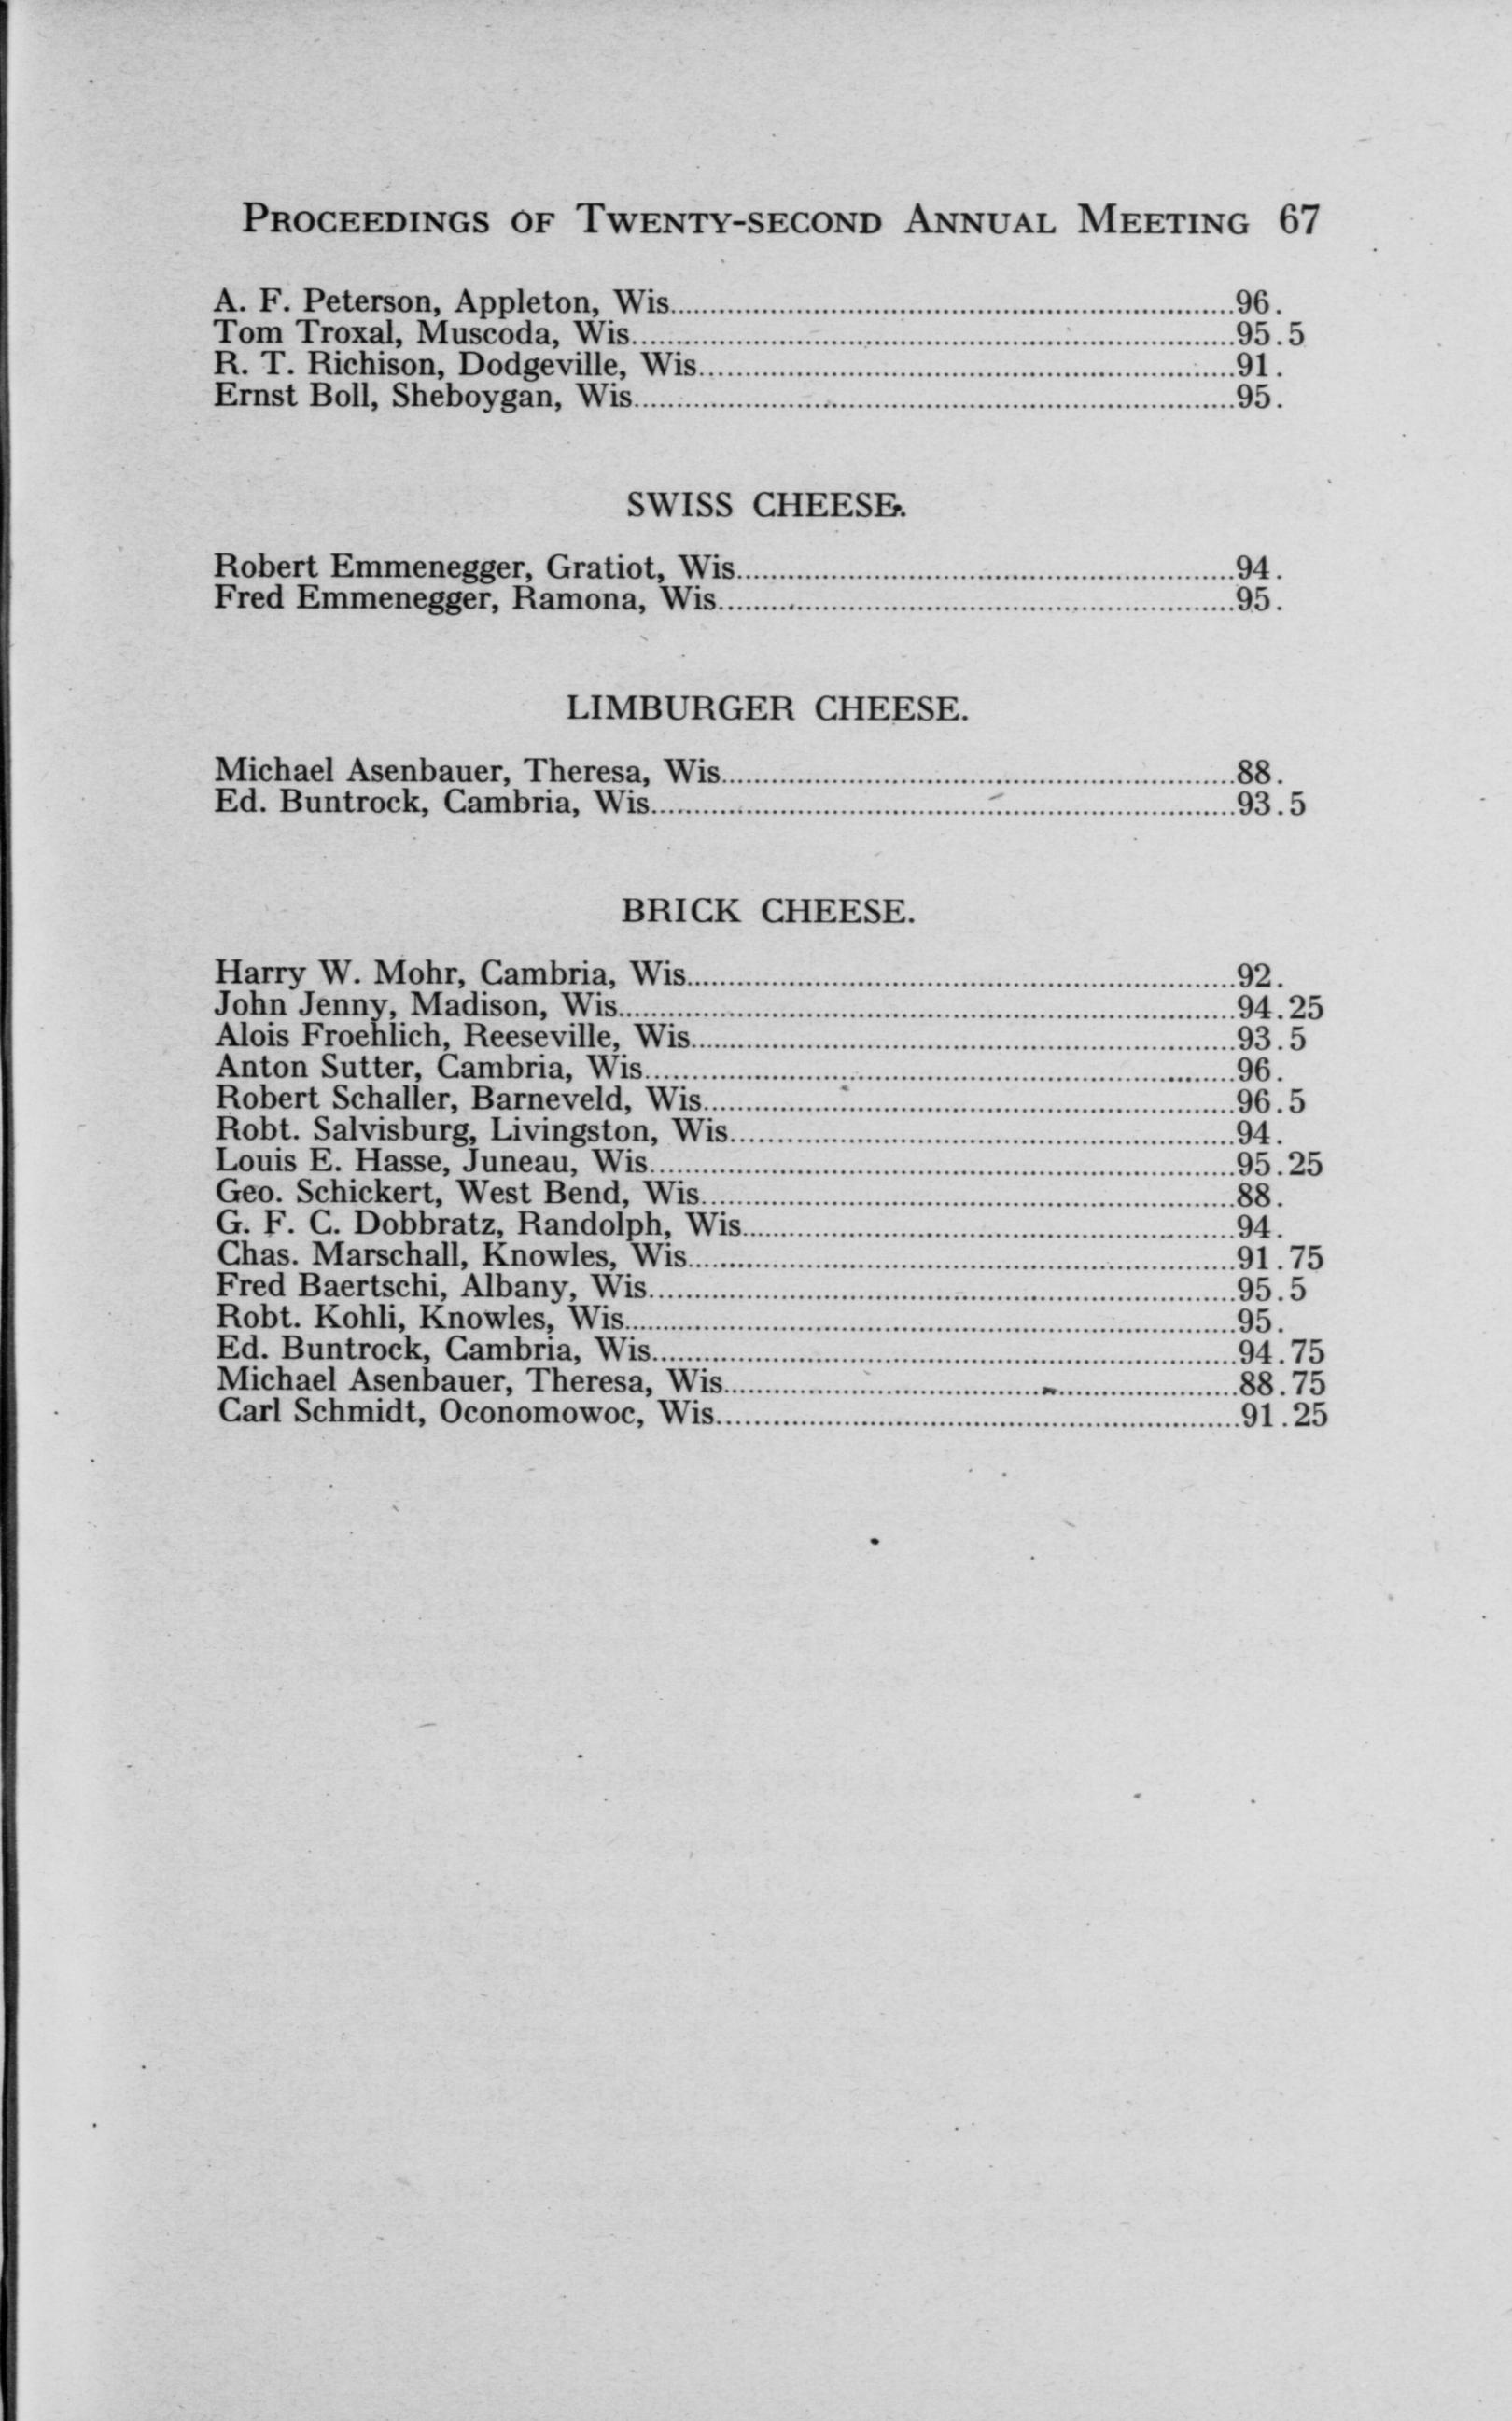 PROCEEDINGS OF TWENTY-SECOND ANNUAL MEETING 67
A. F. Peterson, Appleton, Wis. 96.
Tom Troxal, Muscoda, Wis. 95.5
R. T. Richison, Dodgeville, Wis. 91.
Ernst Boll, Sheboygan, Wis. 95.
SWISS CHEESE.
Robert Emmenegger, Gratiot, Wis. 94.
Fred Emmenegger, Ramona, Wis. 95.
LIMBURGER CHEESE.
Michael Asenbauer, Theresa, Wis. 88.
Ed. Buntrock, Cambria, Wis. 93.5
BRICK CHEESE.
Harry W. Mohr, Cambria, Wis. 92.
John Jenny, Madison, Wis. 94.25
Alois Froehlich, Reeseville, Wis. 93.5
Anton Sutter, Cambria, Wis. 96.
Robert Schaller, Barneveld, Wis. 96.5
Robt. Salvisburg, Livingston, Wis. 94.
Louis E. Hasse, Juneau, Wis. 95.25
Geo. Schickert, West Bend, Wis. 88.
G. F. C. Dobbratz, Randolph, Wis. 94.
Chas. Marschall, Knowles, Wis. 91.75
Fred Baertschi, Albany, Wis. 95.5
Robt. Kohli, Knowles, Wis. 95.
Ed. Buntrock, Cambria, Wis. 94.75
Michael Asenbauer, Theresa, Wis. 88.75
Carl Schmidt, Oconomowoc, Wis. 91.25